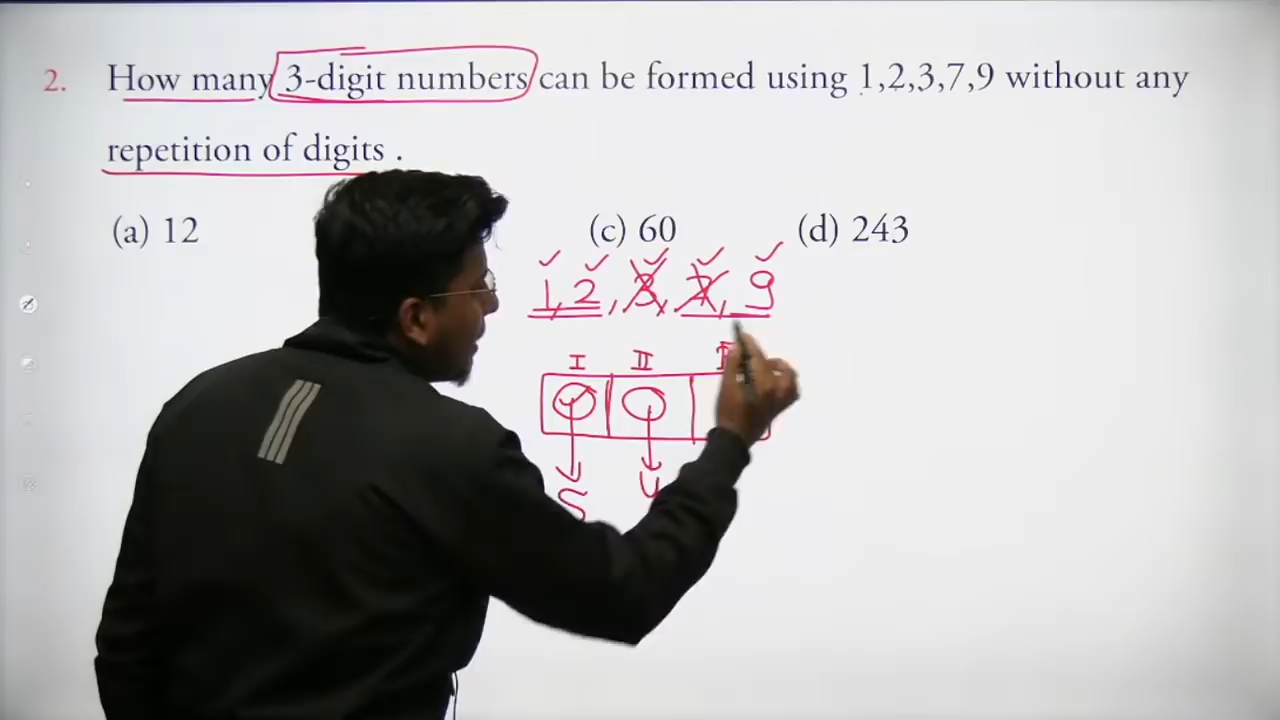 2. How many 3-digit numbers can be formed using 1,2,3,7,9 without any
repetition of digits .
(a) 12 (c) 60 (d) 243
1, 2, 3, 7, 9
I II
5 4